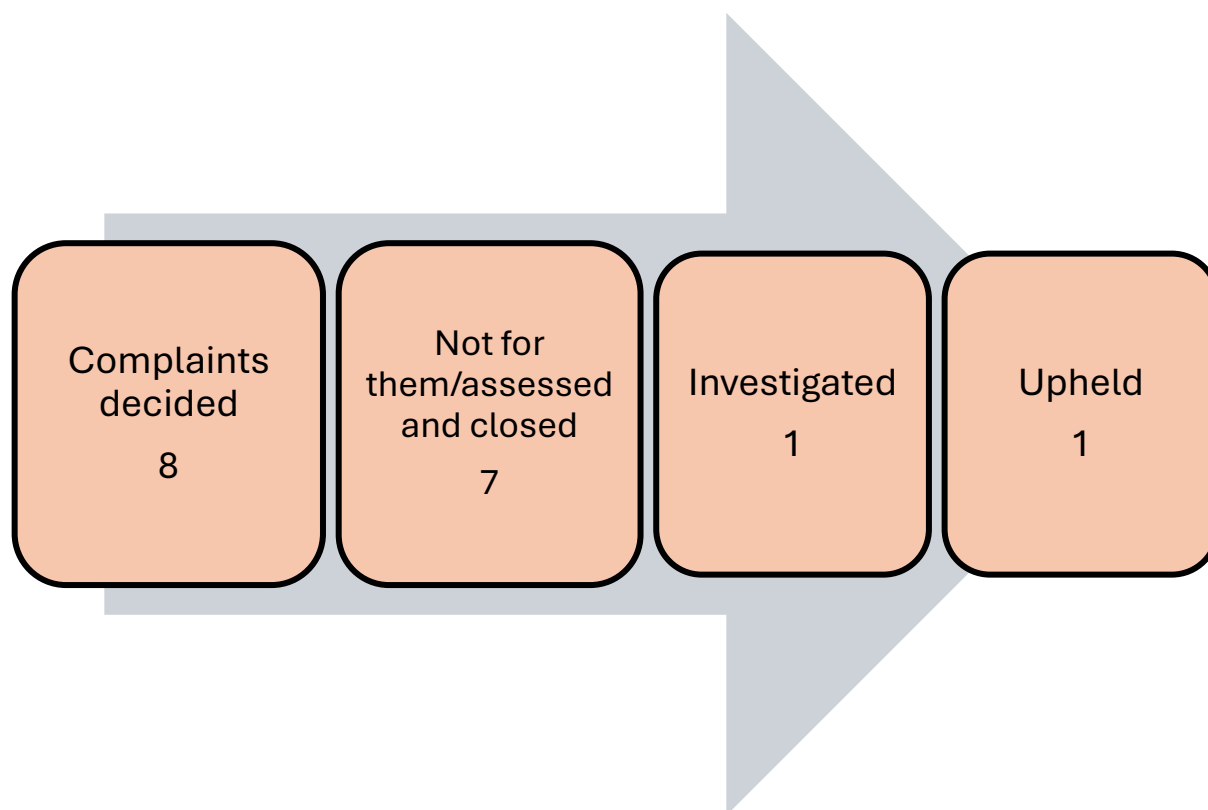 Complaints
decided
8
Not for
them/assessed
and closed
7
Investigated
1
Upheld
1